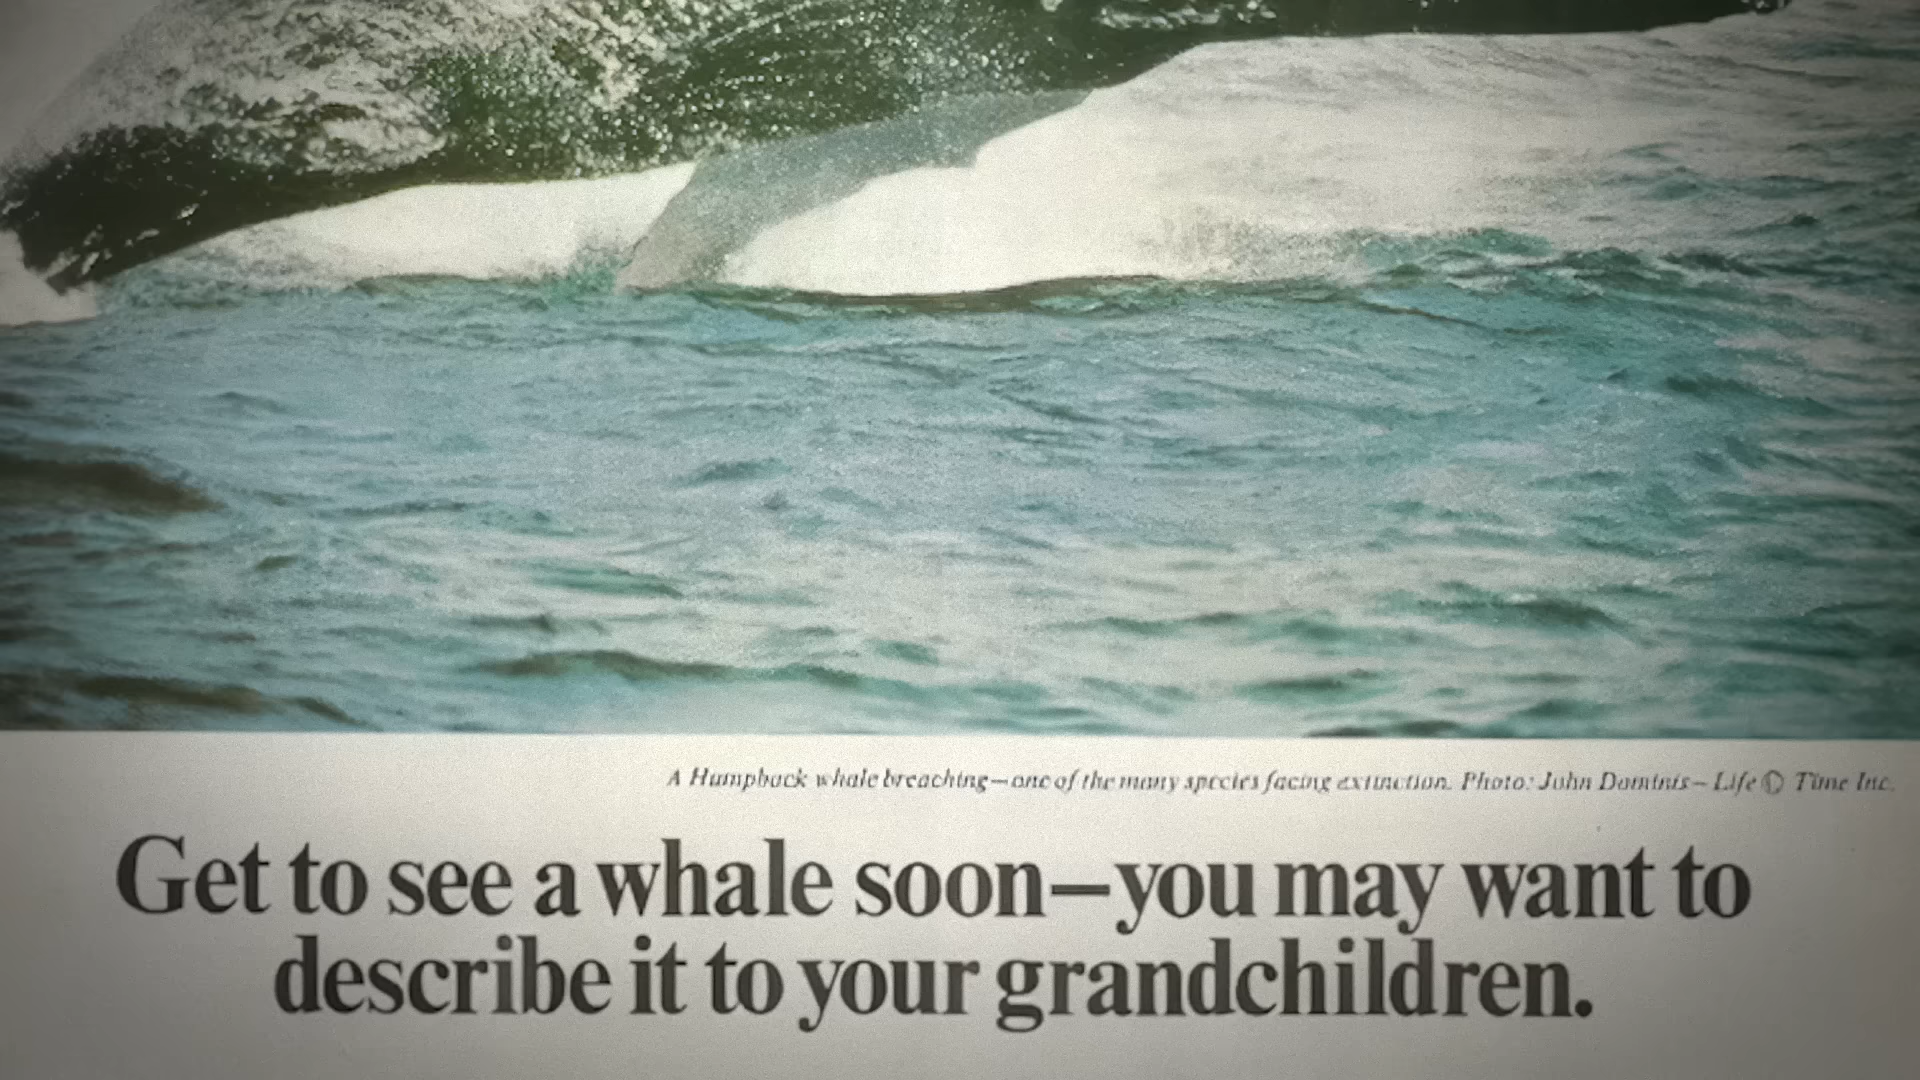 A Humpback whale breaching—one of the many species facing extinction. Photo: John Dominis—Life © Time Inc.
Get to see a whale soon—you may want to
describe it to your grandchildren.